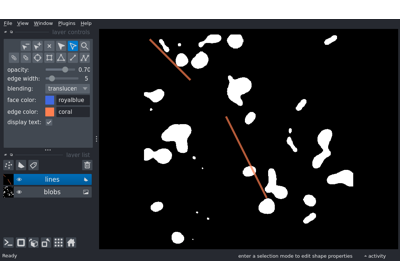 File View Window Plugins Help
layer controls
opacity: 0.70
edge width: 5
blending: translucen
face color: royalblue
edge color: coral
display text:
layer list
lines
blobs
Ready enter a selection mode to edit shape properties activity